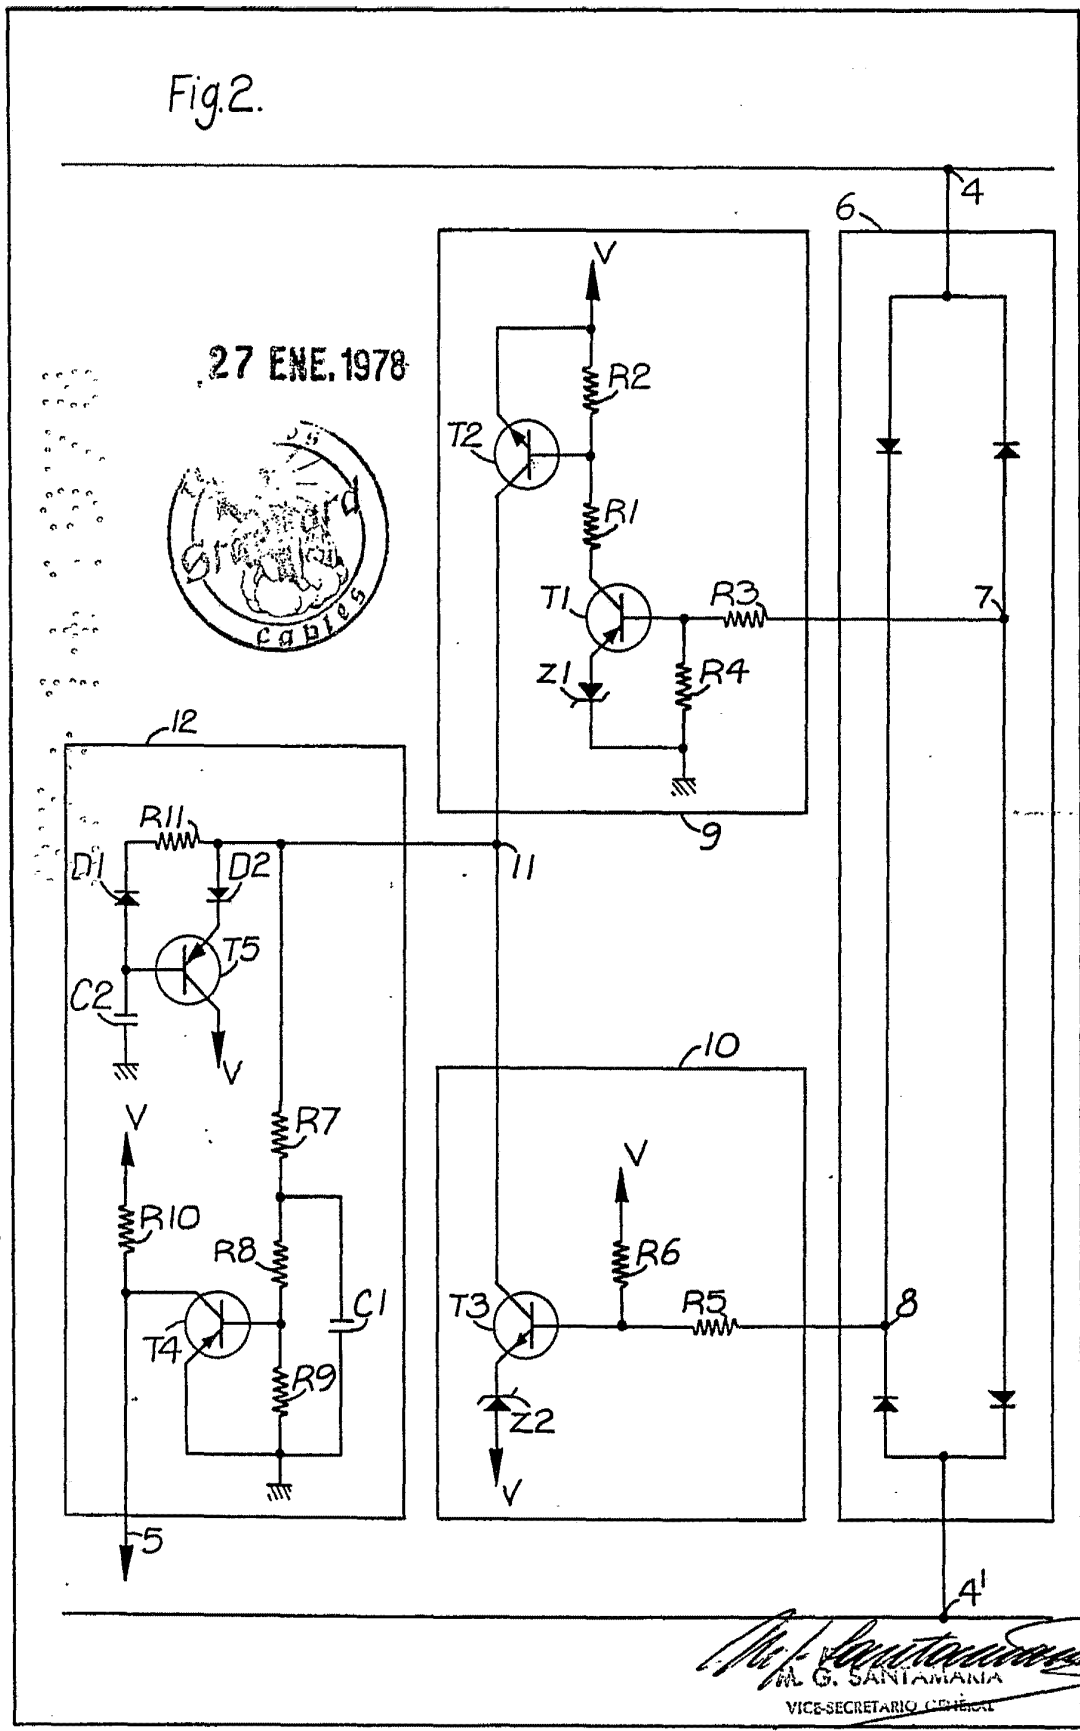 Fig.2.
4
6
V
27 ENE. 1978
R2
T2
R1
T1
R3
7
Z1
R4
12
9
R11
11
D1
D2
T5
C2
V
10
V
R7
V
R10
R8
R6
T3
R5
8
C1
T4
R9
Z2
V
5
4'
cables
M. G. SANTAMARIA
VICE-SECRETARIO GENERAL